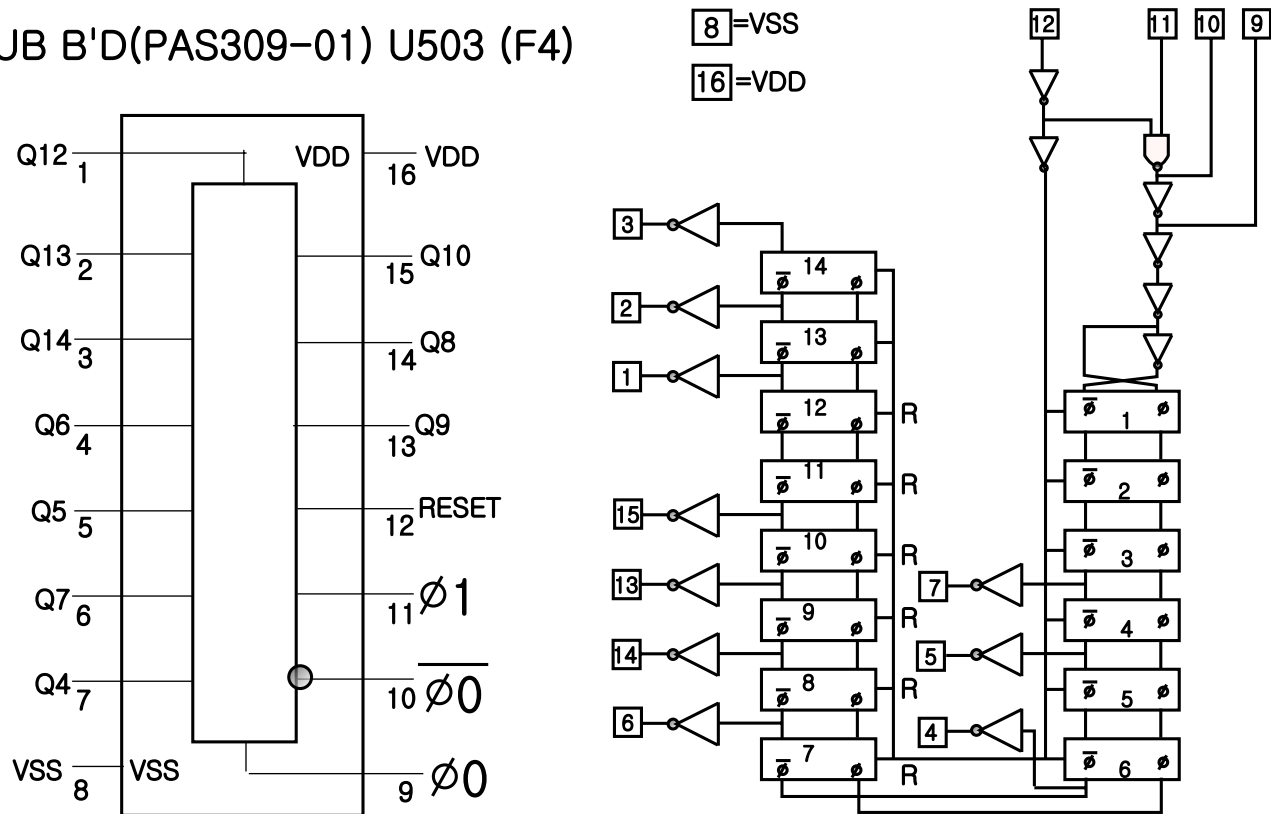 UB B'D(PAS309-01) U503 (F4)
8 =VSS
16 =VDD
12 11 10 9
Q12 1
VDD
16 VDD
Q13 2
15 Q10
Q14 3
14 Q8
Q6 4
13 Q9
Q5 5
12 RESET
Q7 6
11 ø1
Q4 7
10 ø̅0̅
VSS 8
VSS
9 ø0
3
14
ø̅ ø
2
13
ø̅ ø
1
12
ø̅ ø
R
11
ø̅ ø
R
15
10
ø̅ ø
R
13
9
ø̅ ø
R
14
8
ø̅ ø
R
6
7
ø̅ ø
R
ø̅ 1 ø
ø̅ 2 ø
ø̅ 3 ø
7
ø̅ 4 ø
5
ø̅ 5 ø
4
ø̅ 6 ø